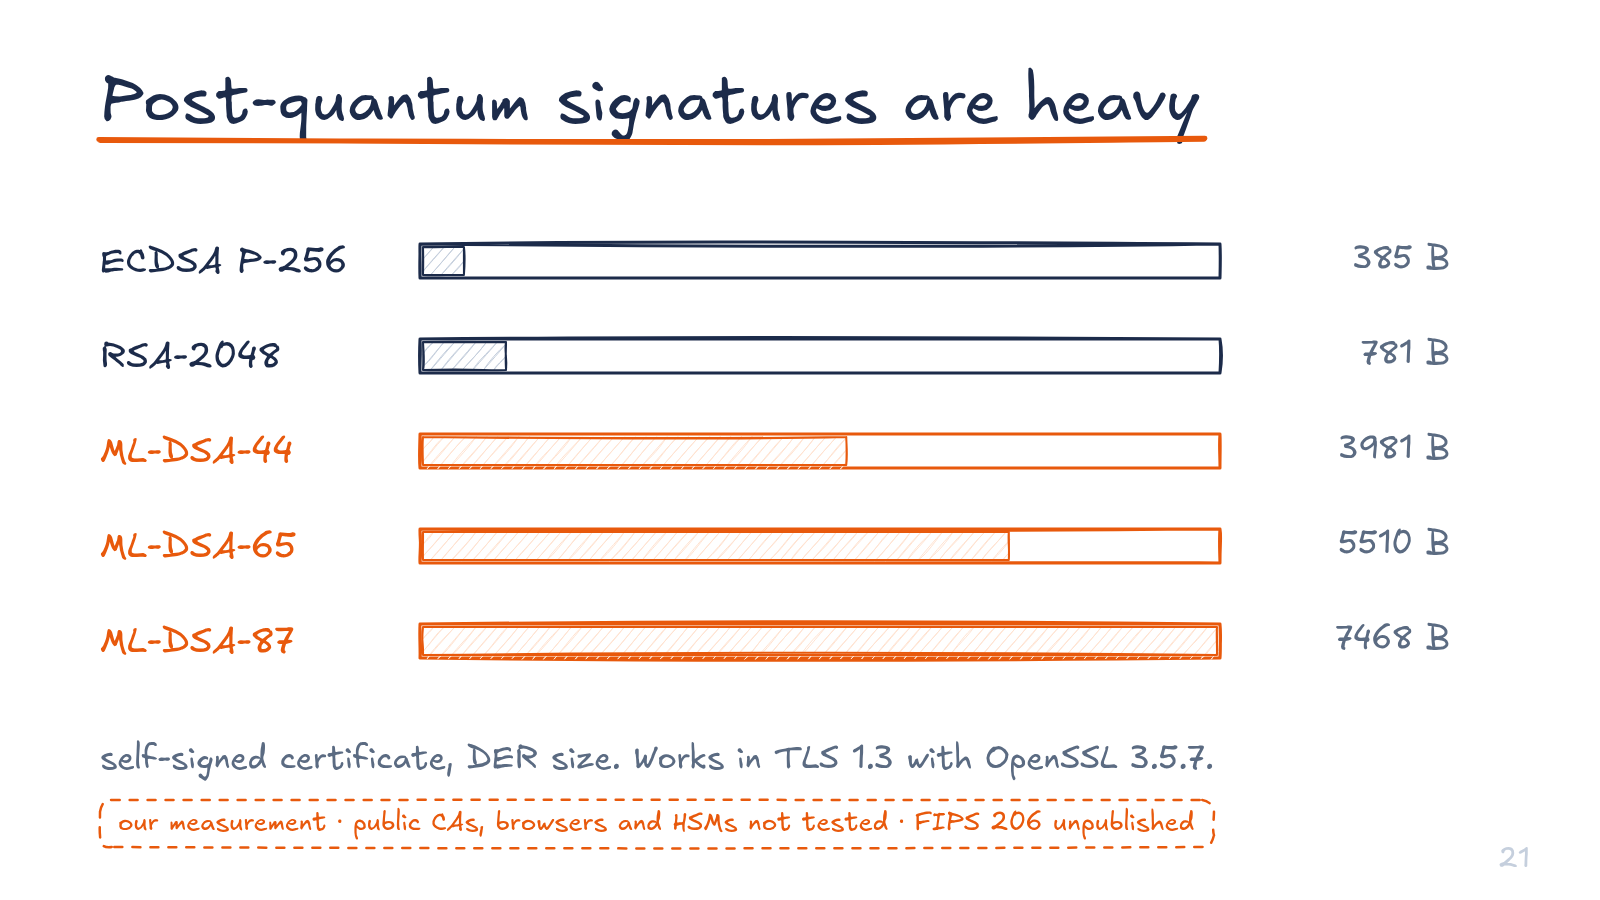 Post-quantum signatures are heavy
ECDSA P-256 385 B
RSA-2048 781 B
ML-DSA-44 3981 B
ML-DSA-65 5510 B
ML-DSA-87 7468 B
self-signed certificate, DER size. Works in TLS 1.3 with OpenSSL 3.5.7.
our measurement · public CAs, browsers and HSMs not tested · FIPS 206 unpublished
21